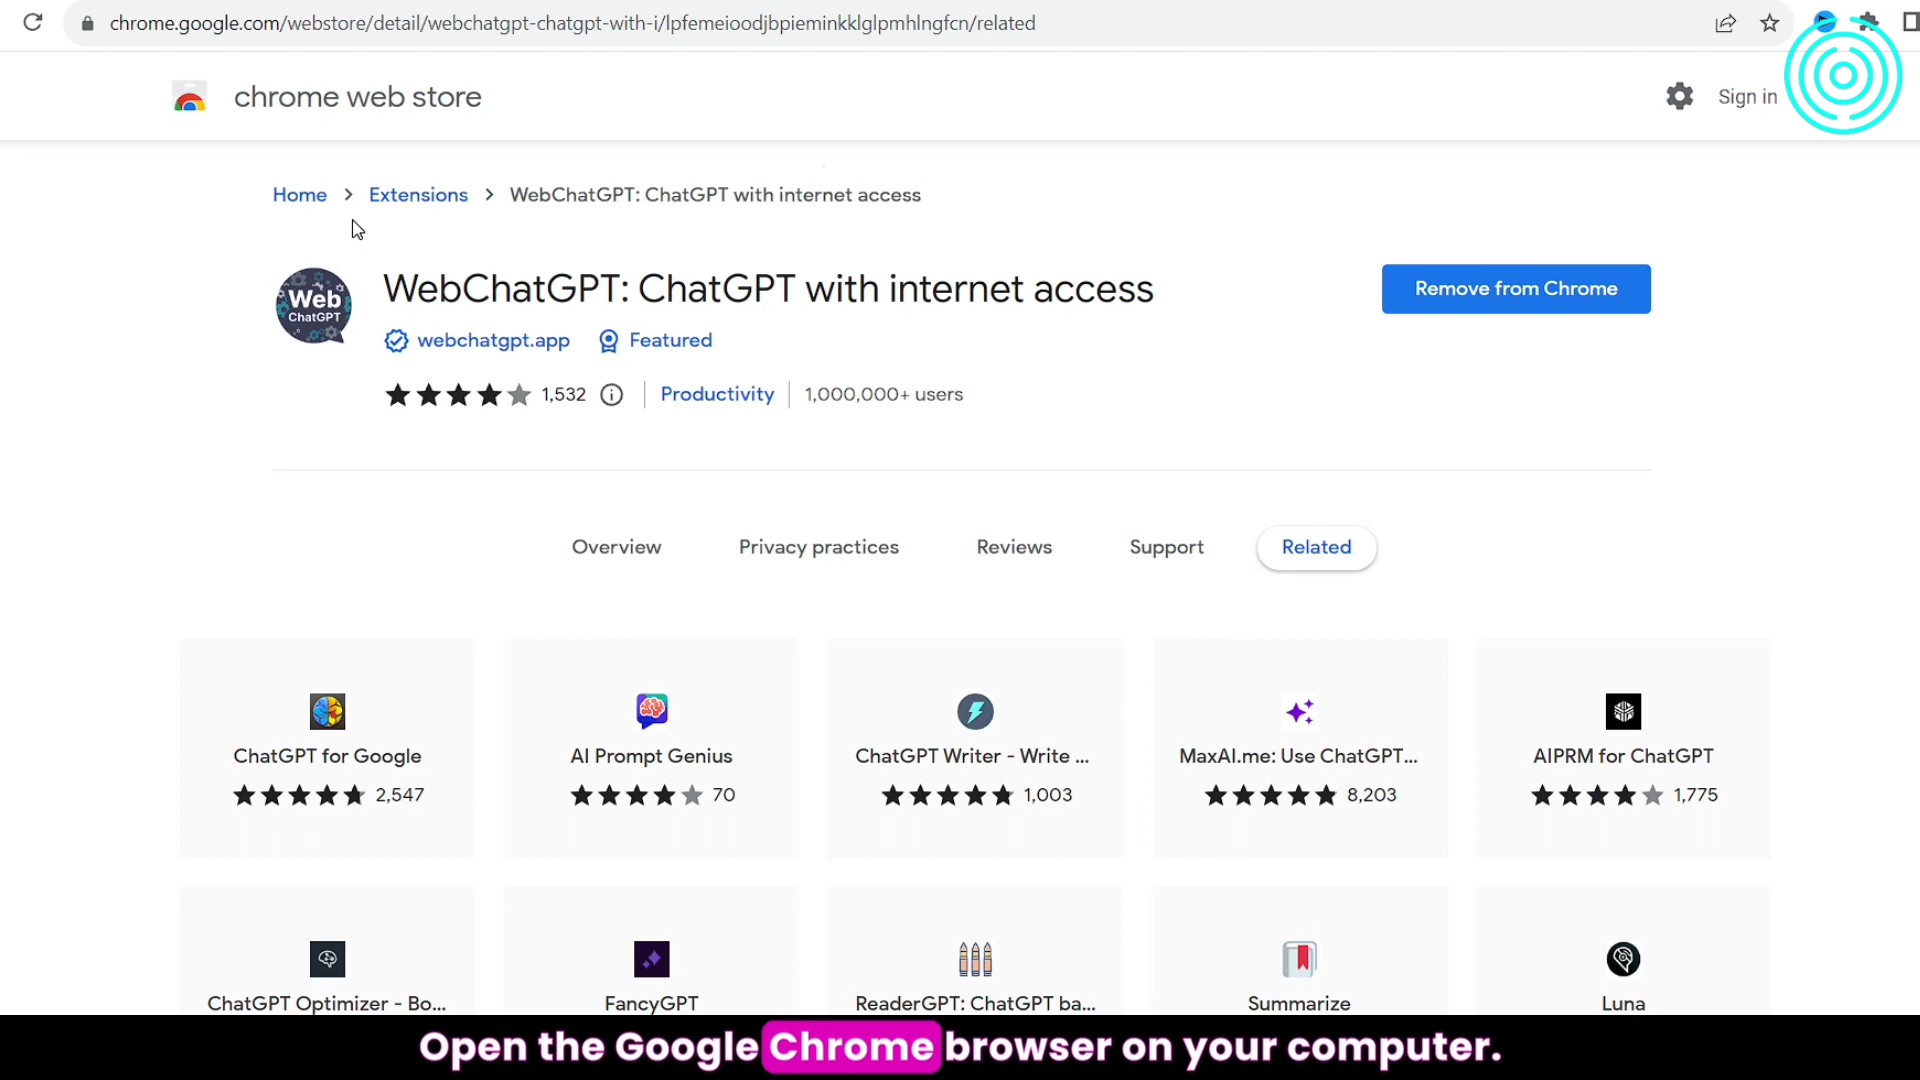 chrome.google.com/webstore/detail/webchatgpt-chatgpt-with-i/lpfemeioodjbpieminkklglpmhlngfcn/related
chrome web store
Sign in
Home > Extensions > WebChatGPT: ChatGPT with internet access
Web
ChatGPT
WebChatGPT: ChatGPT with internet access
Remove from Chrome
webchatgpt.app Featured
1,532 Productivity 1,000,000+ users
Overview Privacy practices Reviews Support Related
ChatGPT for Google AI Prompt Genius ChatGPT Writer - Write ... MaxAI.me: Use ChatGPT... AIPRM for ChatGPT
2,547 70 1,003 8,203 1,775
ChatGPT Optimizer - Bo... FancyGPT ReaderGPT: ChatGPT ba... Summarize Luna
Open the Google Chrome browser on your computer.